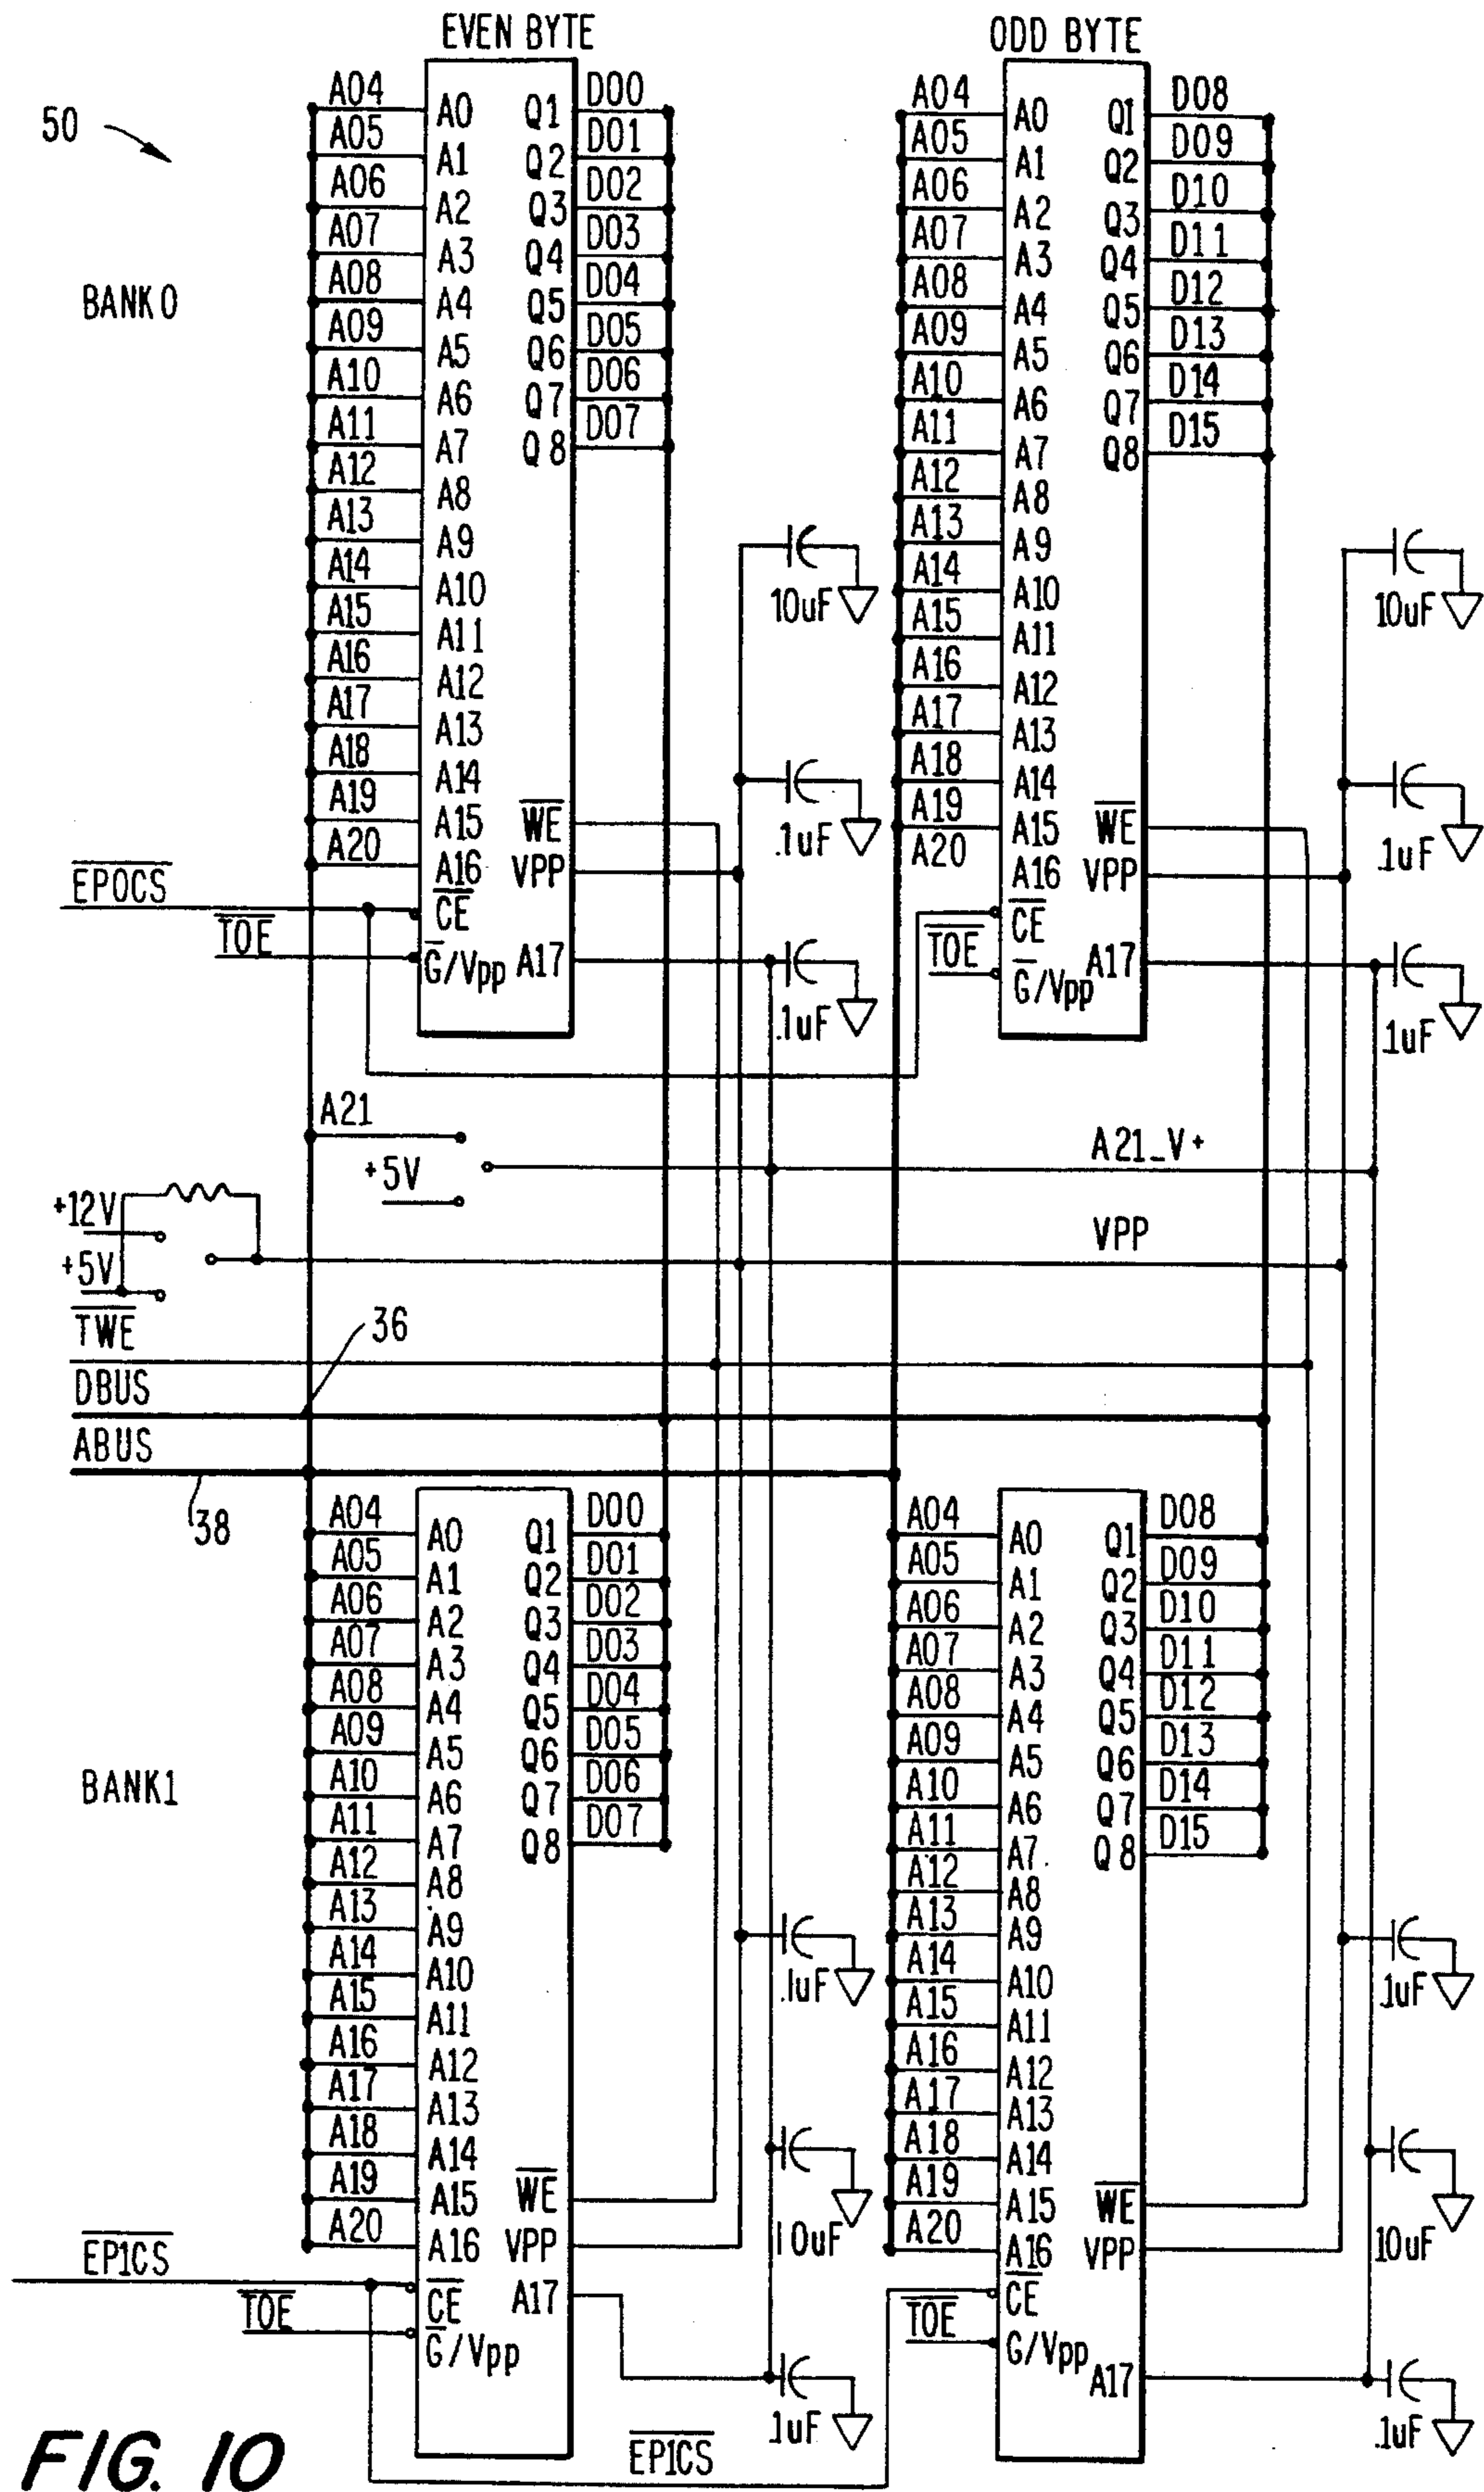 EVEN BYTE
ODD BYTE
50
BANK0
A04 A0 Q1 D00
A05 A1 Q2 D01
A06 A2 Q3 D02
A07 A3 Q4 D03
A08 A4 Q5 D04
A09 A5 Q6 D05
A10 A6 Q7 D06
A11 A7 Q8 D07
A12 A8
A13 A9
A14 A10
A15 A11
A16 A12
A17 A13
A18 A14
A19 A15 WE
A20 A16 VPP
EPOCS CE
TOE G/Vpp A17
10uF
.1uF
.1uF
A04 A0 Q1 D08
A05 A1 Q2 D09
A06 A2 Q3 D10
A07 A3 Q4 D11
A08 A4 Q5 D12
A09 A5 Q6 D13
A10 A6 Q7 D14
A11 A7 Q8 D15
A12 A8
A13 A9
A14 A10
A15 A11
A16 A12
A17 A13
A18 A14
A19 A15 WE
A20 A16 VPP
CE
TOE G/Vpp A17
10uF
.1uF
.1uF
A21
+5V
A21_V+
+12V
+5V
VPP
TWE
36
DBUS
ABUS
38
BANK1
A04 A0 Q1 D00
A05 A1 Q2 D01
A06 A2 Q3 D02
A07 A3 Q4 D03
A08 A4 Q5 D04
A09 A5 Q6 D05
A10 A6 Q7 D06
A11 A7 Q8 D07
A12 A8
A13 A9
A14 A10
A15 A11
A16 A12
A17 A13
A18 A14
A19 A15 WE
A20 A16 VPP
EP1CS CE A17
TOE G/Vpp
.1uF
10uF
.1uF
A04 A0 Q1 D08
A05 A1 Q2 D09
A06 A2 Q3 D10
A07 A3 Q4 D11
A08 A4 Q5 D12
A09 A5 Q6 D13
A10 A6 Q7 D14
A11 A7 Q8 D15
A12 A8
A13 A9
A14 A10
A15 A11
A16 A12
A17 A13
A18 A14
A19 A15 WE
A20 A16 VPP
CE
TOE G/Vpp
A17
.1uF
10uF
.1uF
EP1CS
FIG. 10